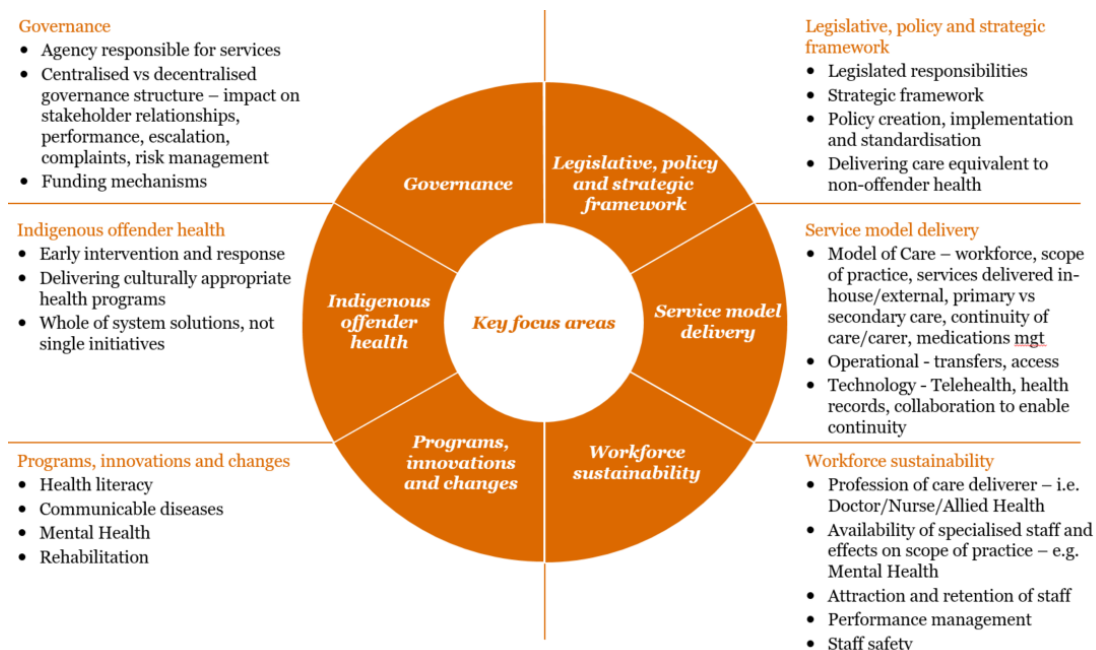 Governance
• Agency responsible for services
• Centralised vs decentralised
governance structure – impact on
stakeholder relationships,
performance, escalation,
complaints, risk management
• Funding mechanisms
Indigenous offender health
• Early intervention and response
• Delivering culturally appropriate
health programs
• Whole of system solutions, not
single initiatives
Programs, innovations and changes
• Health literacy
• Communicable diseases
• Mental Health
• Rehabilitation
Governance
Legislative, policy
and strategic
framework
Indigenous
offender
health
Key focus areas
Service model
delivery
Programs,
innovations
and changes
Workforce
sustainability
Legislative, policy and strategic
framework
• Legislated responsibilities
• Strategic framework
• Policy creation, implementation
and standardisation
• Delivering care equivalent to
non-offender health
Service model delivery
• Model of Care – workforce, scope
of practice, services delivered in-
house/external, primary vs
secondary care, continuity of
care/carer, medications mgt
• Operational - transfers, access
• Technology - Telehealth, health
records, collaboration to enable
continuity
Workforce sustainability
• Profession of care deliverer – i.e.
Doctor/Nurse/Allied Health
• Availability of specialised staff and
effects on scope of practice – e.g.
Mental Health
• Attraction and retention of staff
• Performance management
• Staff safety